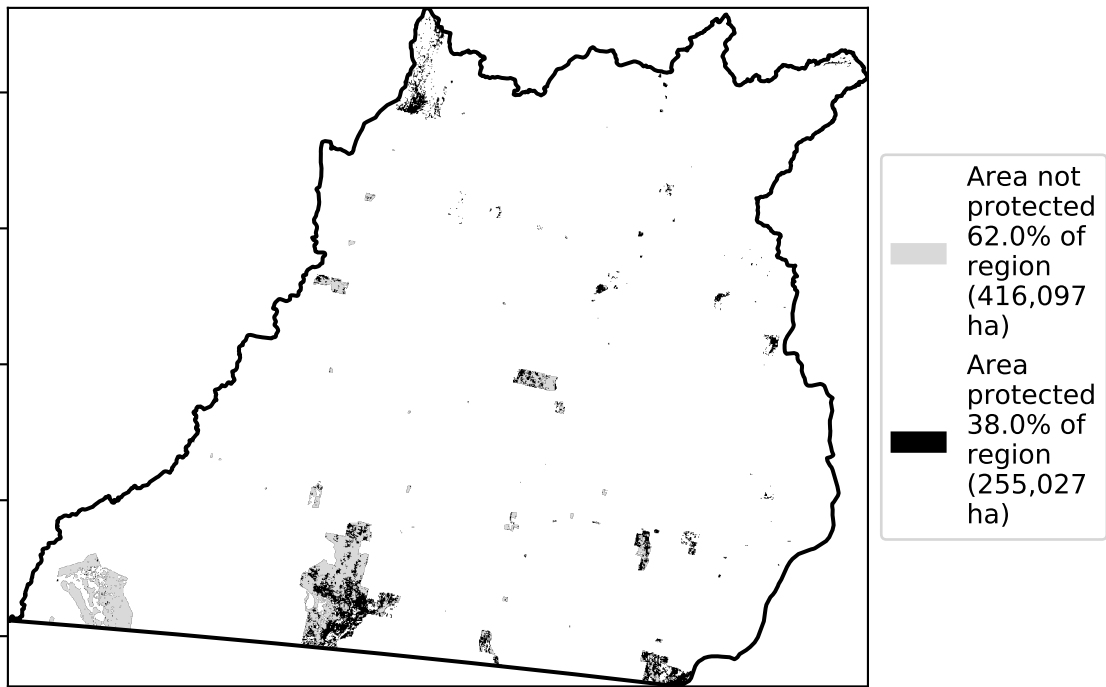 Area not
protected
62.0% of
region
(416,097
ha)
Area
protected
38.0% of
region
(255,027
ha)